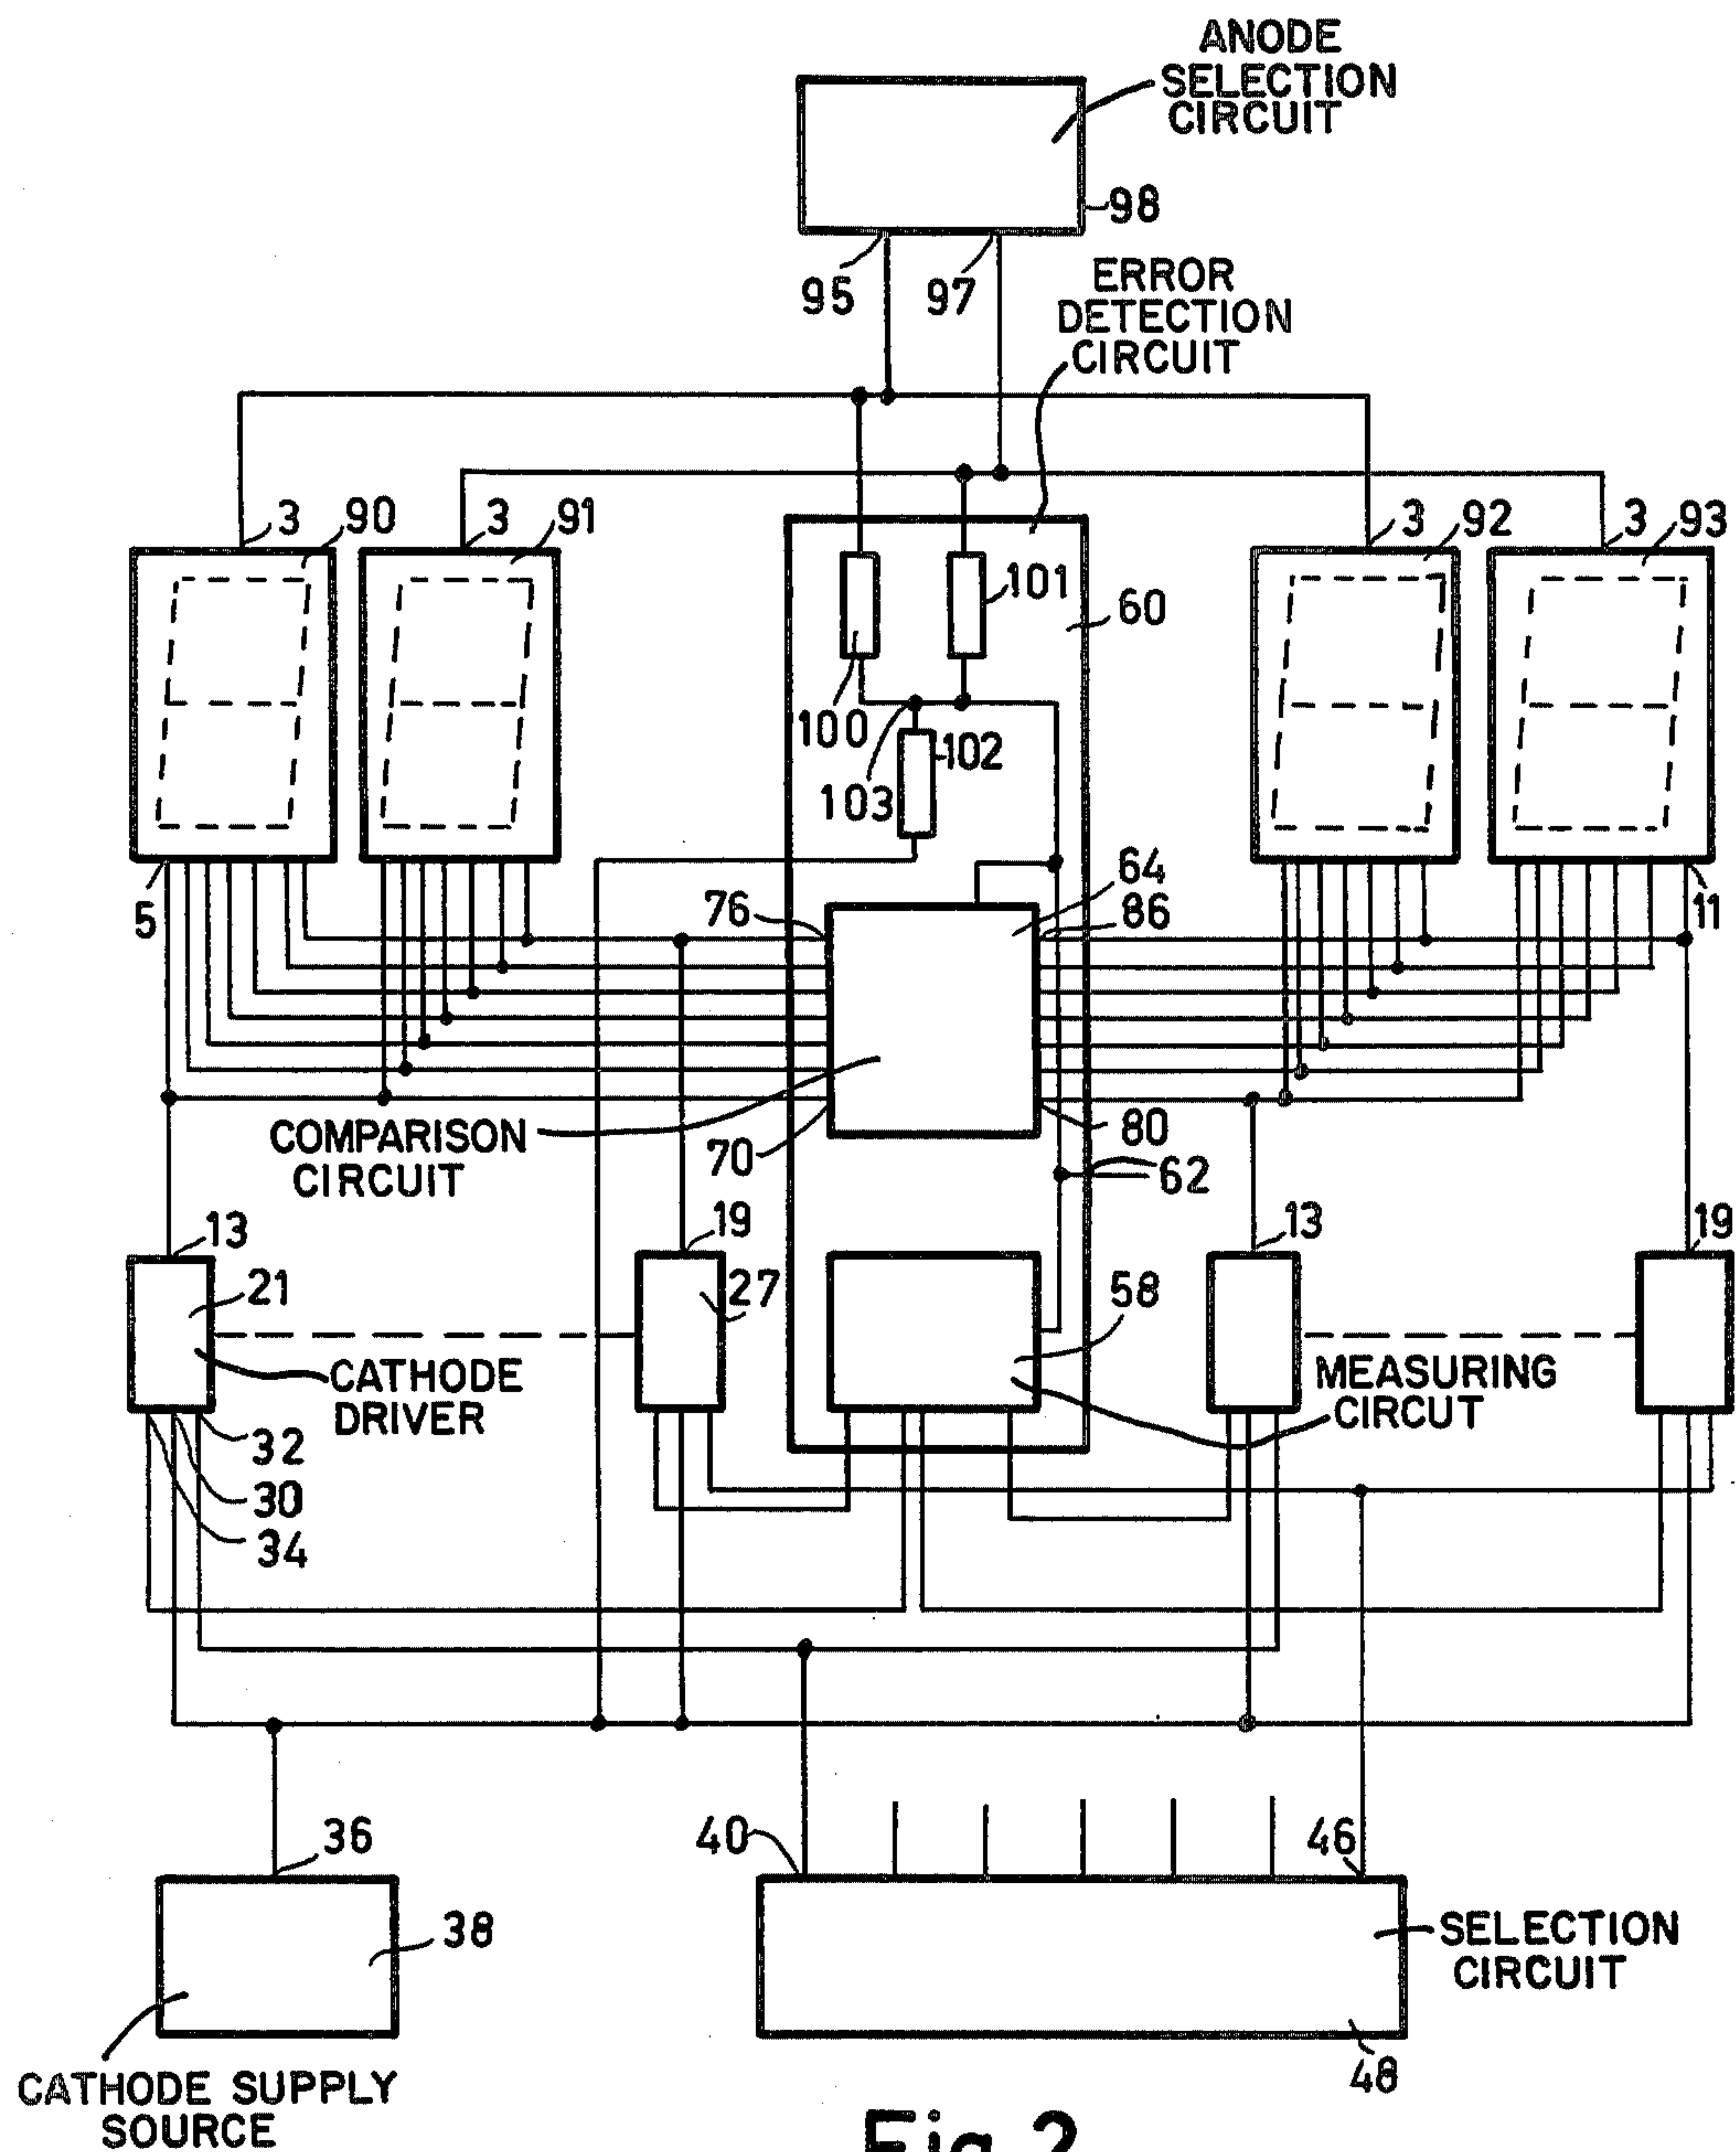 ANODE
SELECTION
CIRCUIT
98
95
97
ERROR
DETECTION
CIRCUIT
3
90
3
91
3
92
3
93
101
60
100
102
103
64
5
76
86
11
COMPARISON
CIRCUIT
70
80
62
13
19
13
19
21
27
58
CATHODE
DRIVER
MEASURING
CIRCUT
32
30
34
36
40
46
38
SELECTION
CIRCUIT
48
CATHODE SUPPLY
SOURCE
Fig. 2